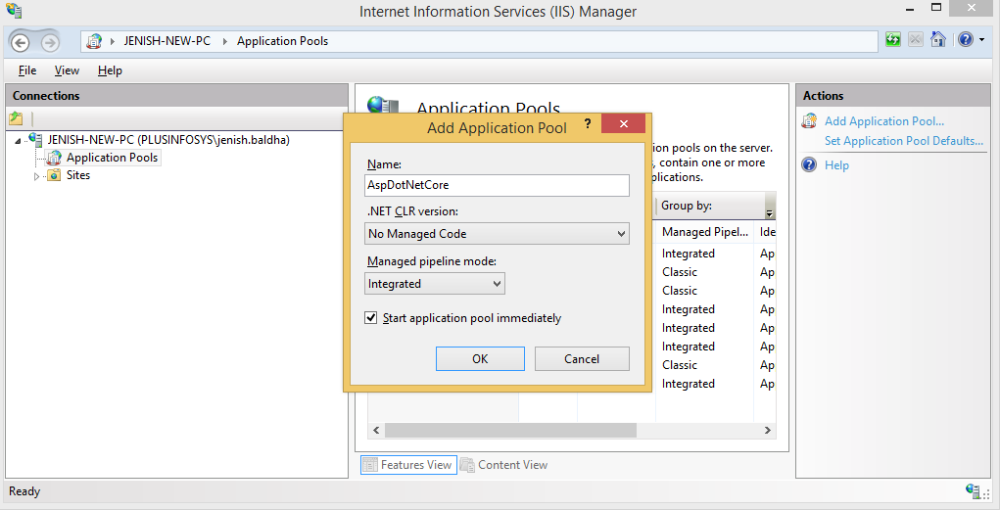 Internet Information Services (IIS) Manager
JENISH-NEW-PC Application Pools
File View Help
Connections
JENISH-NEW-PC (PLUSINFOSYS\jenish.baldha)
Application Pools
Sites
Application Pools
ion pools on the server.
, contain one or more
plications.
Group by:
Managed Pipel... Ide
Integrated Ap
Classic Ap
Classic Ap
Integrated Ap
Integrated Ap
Integrated Ap
Classic Ap
Integrated Ap
Features View Content View
Add Application Pool ?
Name:
AspDotNetCore
.NET CLR version:
No Managed Code
Managed pipeline mode:
Integrated
Start application pool immediately
OK Cancel
Actions
Add Application Pool...
Set Application Pool Defaults...
Help
Ready